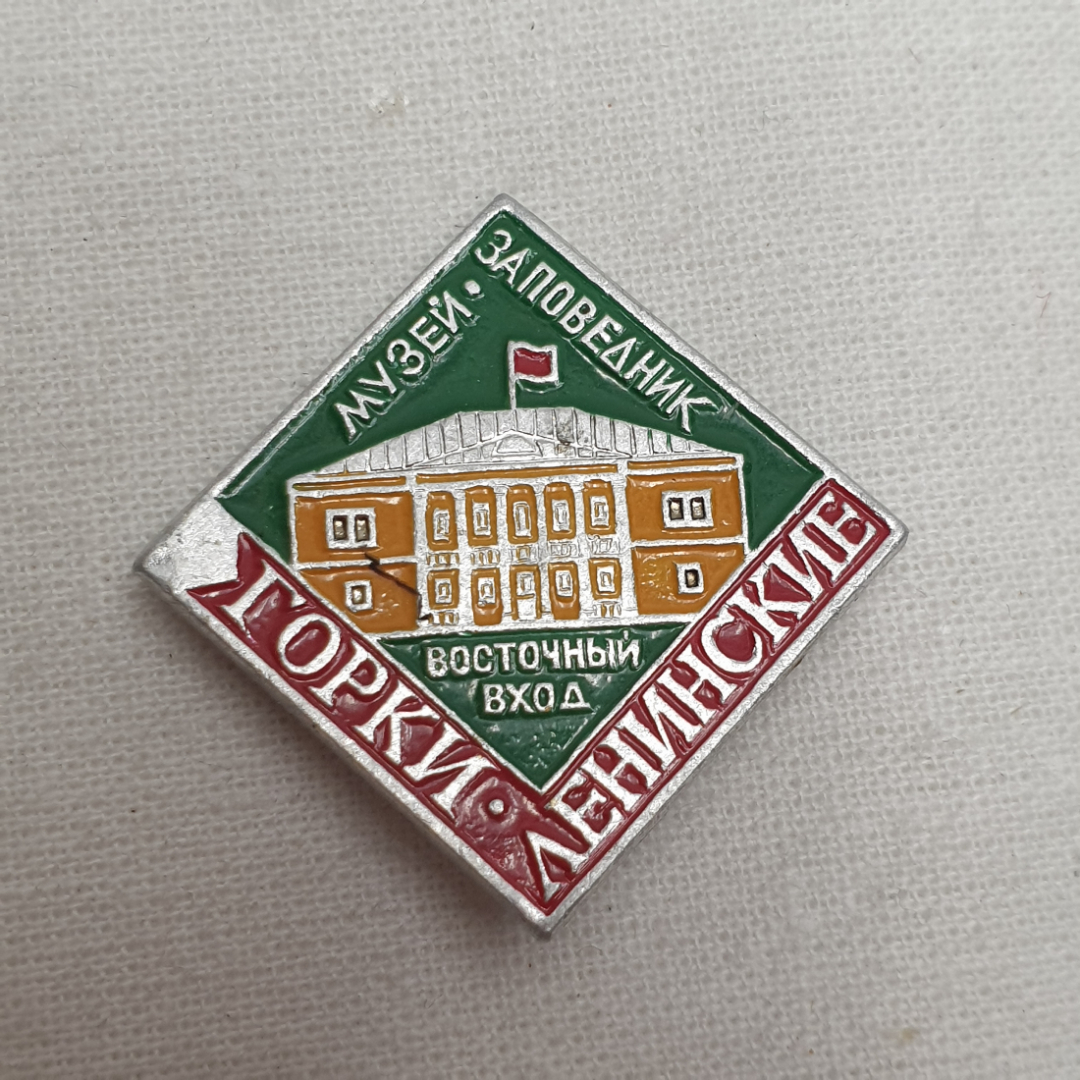 МУЗЕЙ •
ЗАПОВЕДНИК
ВОСТОЧНЫЙ
ВХОД
ГОРКИ
ЛЕНИНСКИЕ